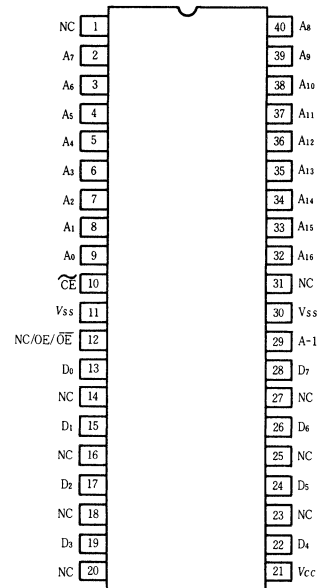 NC 1 40 A8
A7 2 39 A9
A6 3 38 A10
A5 4 37 A11
A4 5 36 A12
A3 6 35 A13
A2 7 34 A14
A1 8 33 A15
A0 9 32 A16
C̅E̅ 10 31 NC
Vss 11 30 Vss
NC/OE/O̅E̅ 12 29 A-1
D0 13 28 D7
NC 14 27 NC
D1 15 26 D6
NC 16 25 NC
D2 17 24 D5
NC 18 23 NC
D3 19 22 D4
NC 20 21 Vcc